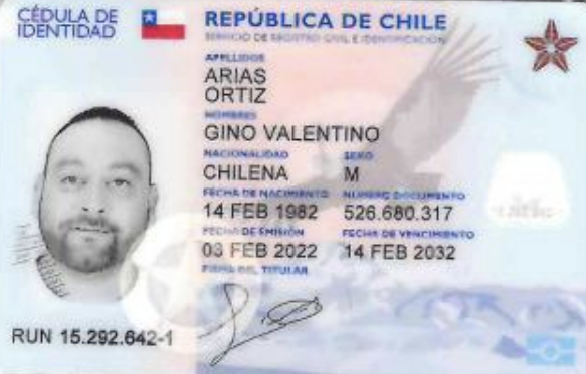 CÉDULA DE
IDENTIDAD
REPÚBLICA DE CHILE
SERVICIO DE REGISTRO CIVIL E IDENTIFICACIÓN
APELLIDOS
ARIAS
ORTIZ
NOMBRES
GINO VALENTINO
NACIONALIDAD SEXO
CHILENA M
FECHA DE NACIMIENTO NÚMERO DOCUMENTO
14 FEB 1982 526.680.317
FECHA DE EMISIÓN FECHA DE VENCIMIENTO
03 FEB 2022 14 FEB 2032
FIRMA DEL TITULAR
RUN 15.292.642-1